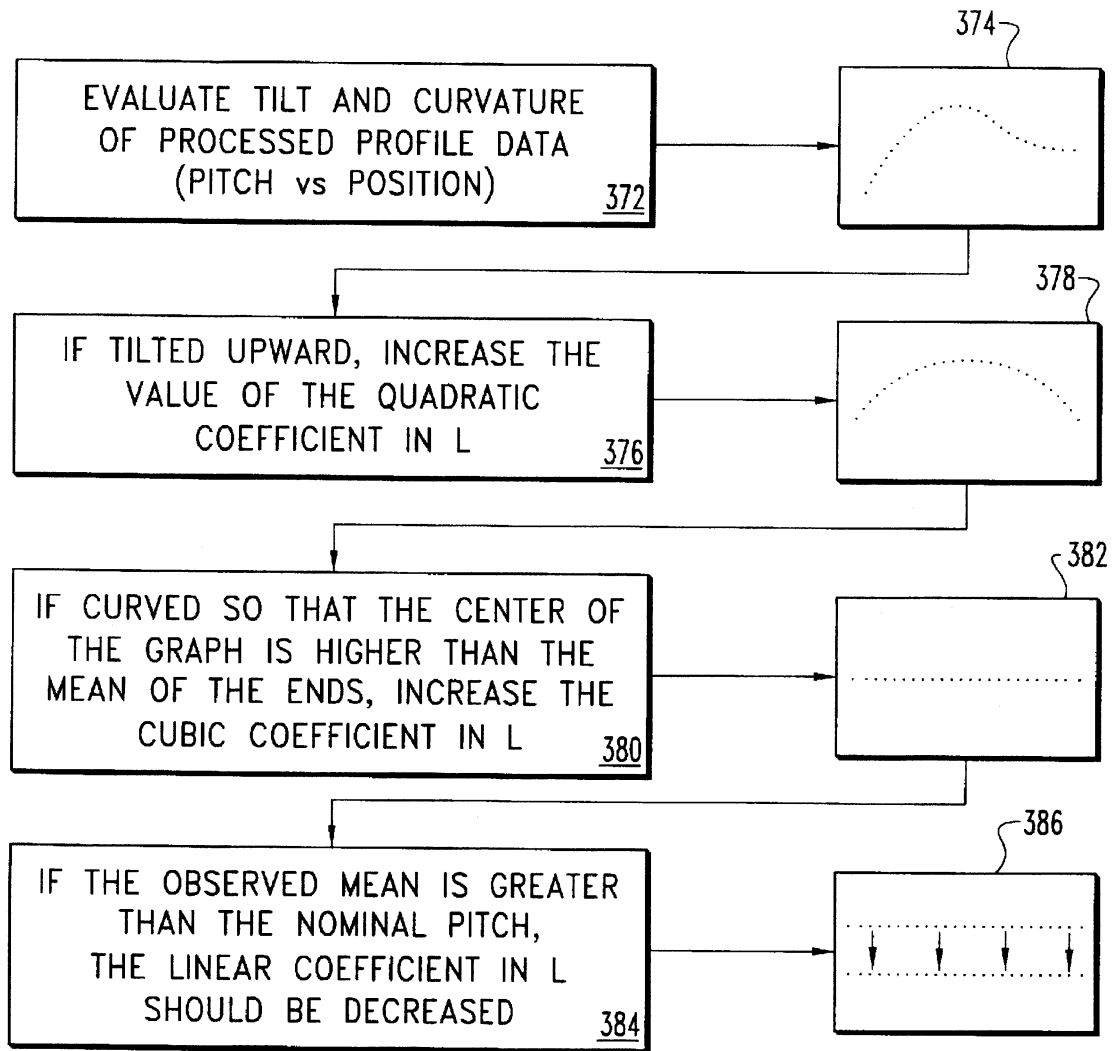 374
EVALUATE TILT AND CURVATURE
OF PROCESSED PROFILE DATA
(PITCH vs POSITION)
372
378
IF TILTED UPWARD, INCREASE THE
VALUE OF THE QUADRATIC
COEFFICIENT IN L
376
382
IF CURVED SO THAT THE CENTER OF
THE GRAPH IS HIGHER THAN THE
MEAN OF THE ENDS, INCREASE THE
CUBIC COEFFICIENT IN L
380
386
IF THE OBSERVED MEAN IS GREATER
THAN THE NOMINAL PITCH,
THE LINEAR COEFFICIENT IN L
SHOULD BE DECREASED
384